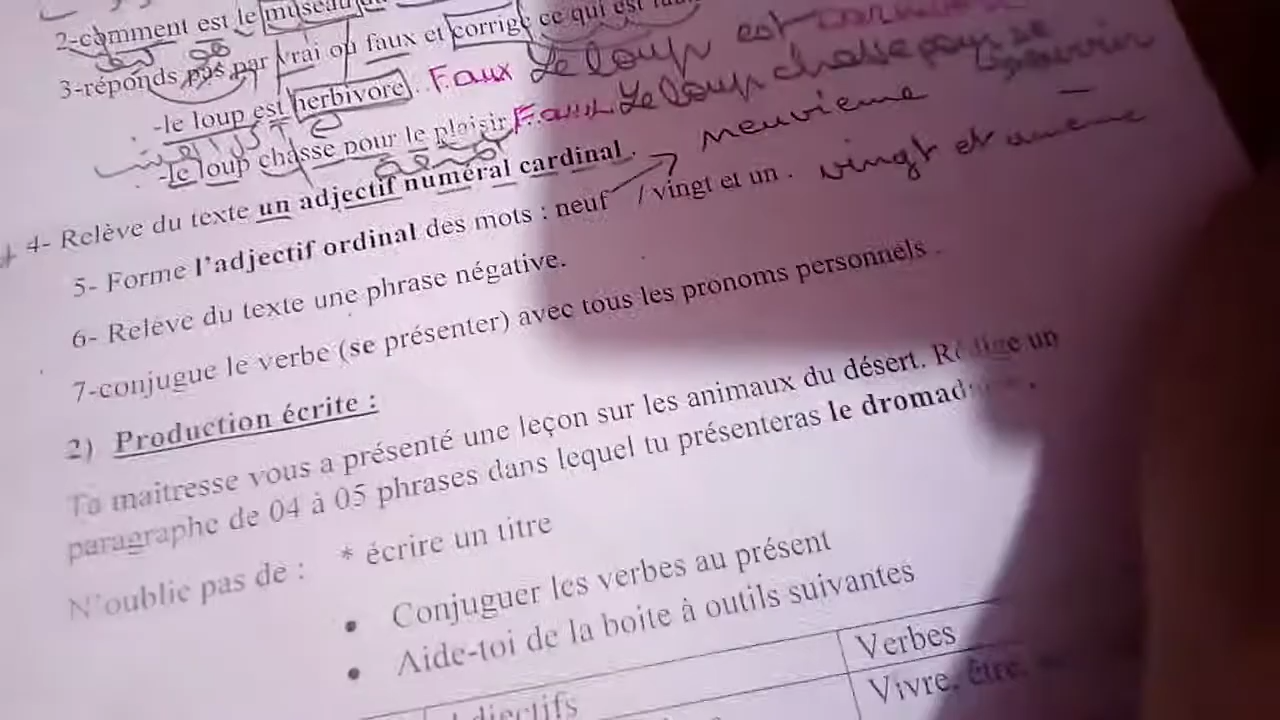 2-comment est le museau
3-réponds pas par vrai ou faux et corrige ce qui est
-le loup est herbivore. Faux Le loup est
-le loup chasse pour le plaisir Faux Le loup chasse pour se nourrir
4- Relève du texte un adjectif numéral cardinal.
5- Forme l'adjectif ordinal des mots : neuf / vingt et un . neuvième vingt et unième
6- Relève du texte une phrase négative.
7-conjugue le verbe (se présenter) avec tous les pronoms personnels .
2) Production écrite :
Ta maitresse vous a présenté une leçon sur les animaux du désert. Rédige un
paragraphe de 04 à 05 phrases dans lequel tu présenteras le
N'oublie pas de : * écrire un titre
• Conjuguer les verbes au présent
• Aide-toi de la boite à outils suivantes
Verbes
Vivre, être,